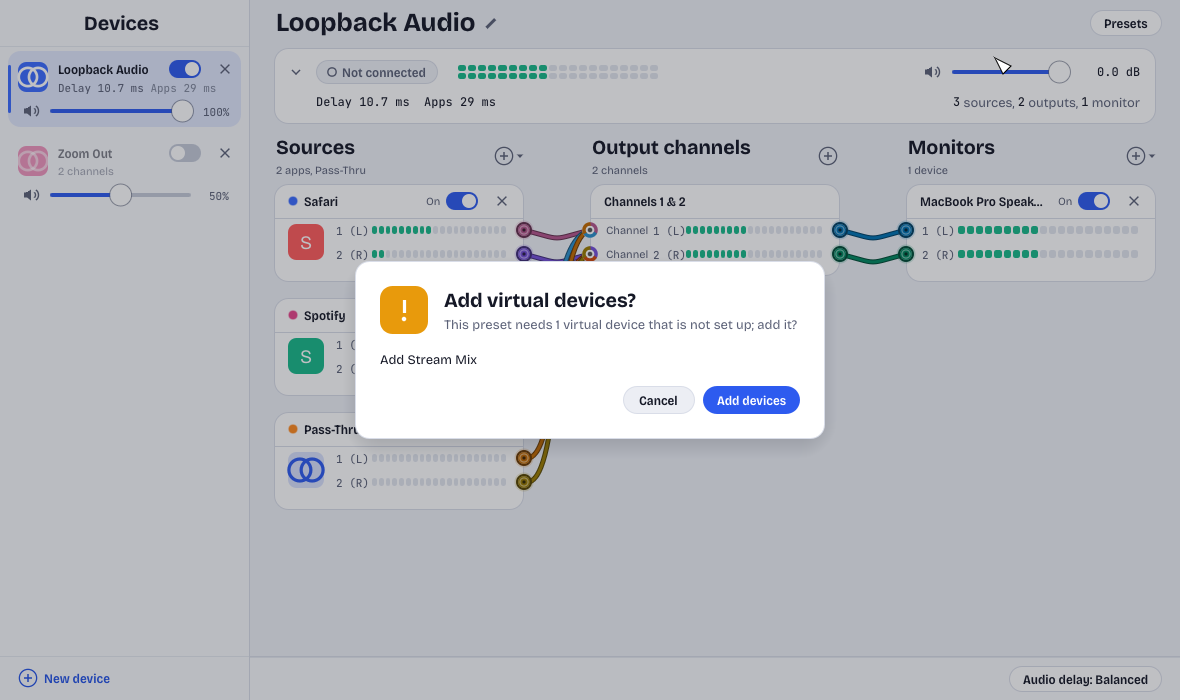 Devices
Loopback Audio
Delay 10.7 ms Apps 29 ms
100%
Zoom Out
2 channels
50%
New device
Loopback Audio
Presets
Not connected
0.0 dB
Delay 10.7 ms Apps 29 ms
3 sources, 2 outputs, 1 monitor
Sources
2 apps, Pass-Thru
Output channels
2 channels
Monitors
1 device
Safari
On
S
1 (L)
2 (R)
Channels 1 & 2
Channel 1 (L)
Channel 2 (R)
MacBook Pro Speak...
On
1 (L)
2 (R)
Spotify
S
1
2
Pass-Thru
1 (L)
2 (R)
!
Add virtual devices?
This preset needs 1 virtual device that is not set up; add it?
Add Stream Mix
Cancel
Add devices
Audio delay: Balanced